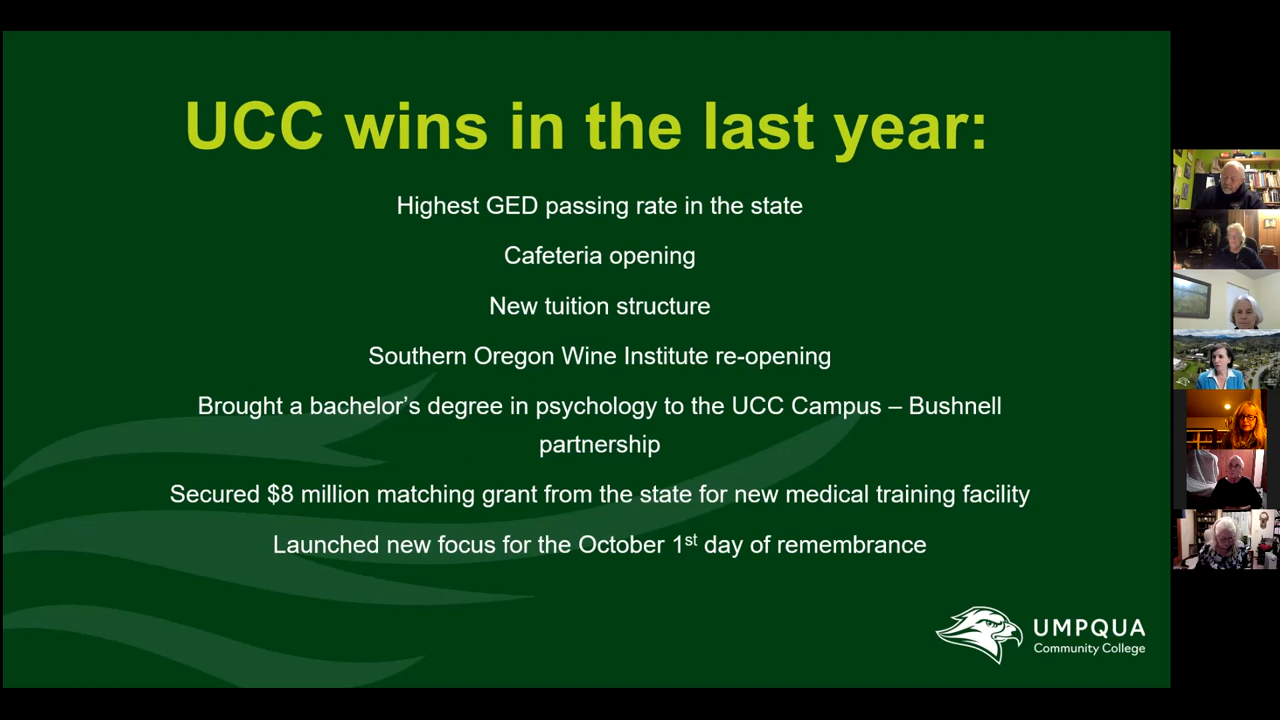 UCC wins in the last year:
Highest GED passing rate in the state
Cafeteria opening
New tuition structure
Southern Oregon Wine Institute re-opening
Brought a bachelor’s degree in psychology to the UCC Campus – Bushnell
partnership
Secured $8 million matching grant from the state for new medical training facility
Launched new focus for the October 1st day of remembrance
UMPQUA
Community College